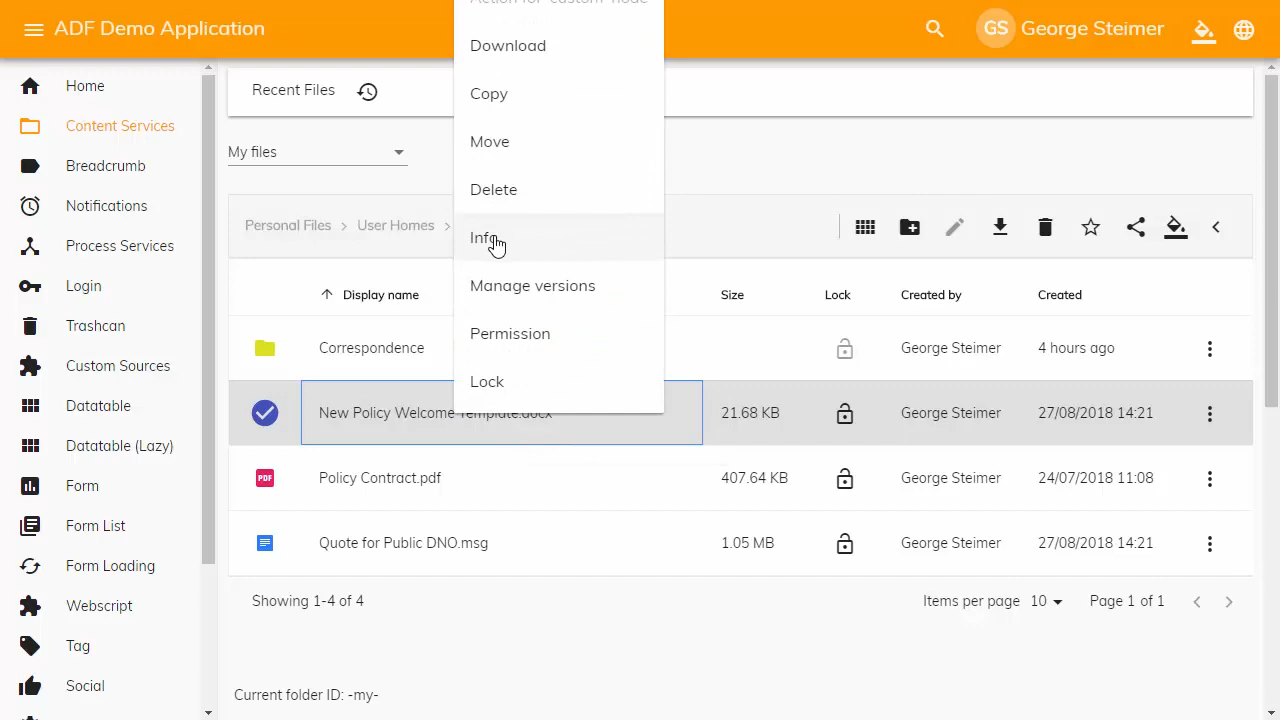 ADF Demo Application
GS George Steimer
Home
Content Services
Breadcrumb
Notifications
Process Services
Login
Trashcan
Custom Sources
Datatable
Datatable (Lazy)
Form
Form List
Form Loading
Webscript
Tag
Social
Recent Files
My files
Personal Files
User Homes
Action for 'custom' node
Download
Copy
Move
Delete
Info
Manage versions
Permission
Lock
Display name Size Lock Created by Created
Correspondence George Steimer 4 hours ago
New Policy Welcome Template.docx 21.68 KB George Steimer 27/08/2018 14:21
PDF Policy Contract.pdf 407.64 KB George Steimer 24/07/2018 11:08
Quote for Public DNO.msg 1.05 MB George Steimer 27/08/2018 14:21
Showing 1-4 of 4 Items per page 10 Page 1 of 1
Current folder ID: -my-